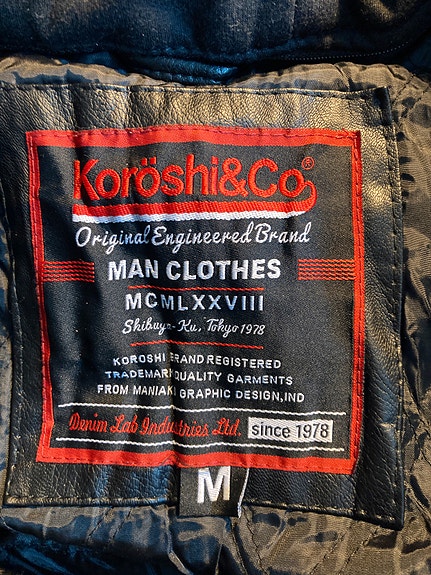 Koröshi&Co®
Original Engineered Brand
MAN CLOTHES
MCMLXXVIII
Shibuya-Ku, Tokyo 1978
KOROSHI BRAND REGISTERED
TRADEMARK QUALITY GARMENTS
FROM MANIAKI GRAPHIC DESIGN,IND
Denim Lab Industries Ltd. since 1978
M